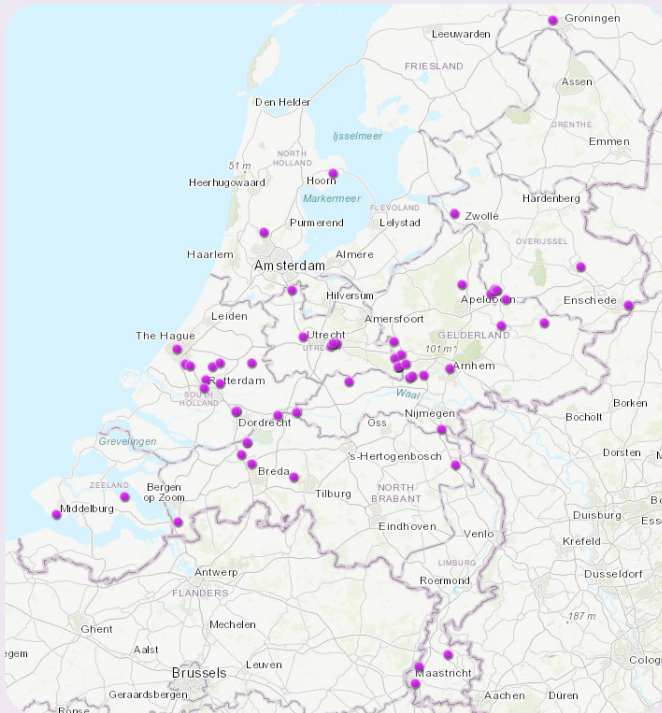 Groningen
Leeuwarden
FRIESLAND
Assen
Den Helder
DRENTHE
Ijsselmeer
Emmen
NORTH
HOLLAND
51 m
Hoorn
Heerhugowaard
Markermeer
Hardenberg
FLEVOLAND
Zwolle
Purmerend
Lelystad
OVERIJSSEL
Haarlem
Almere
Amsterdam
Hilversum
Enschede
Leiden
Amersfoort
The Hague
Utrecht
GELDERLAND
101 m
Arnhem
Rotterdam
SOUTH
HOLLAND
Waal
Nijmegen
Borken
Dordrecht
Oss
Bocholt
Grevelingen
's-Hertogenbosch
Dorsten
Breda
ZEELAND
Bergen
op Zoom
NORTH
BRABANT
Tilburg
Middelburg
Duisburg
Eindhoven
Venlo
Krefeld
LIMBURG
Antwerp
Roermond
Dusseldorf
FLANDERS
187 m
Ghent
Mechelen
Aalst
Leuven
Brussels
Maastricht
Geraardsbergen
Aachen
Düren